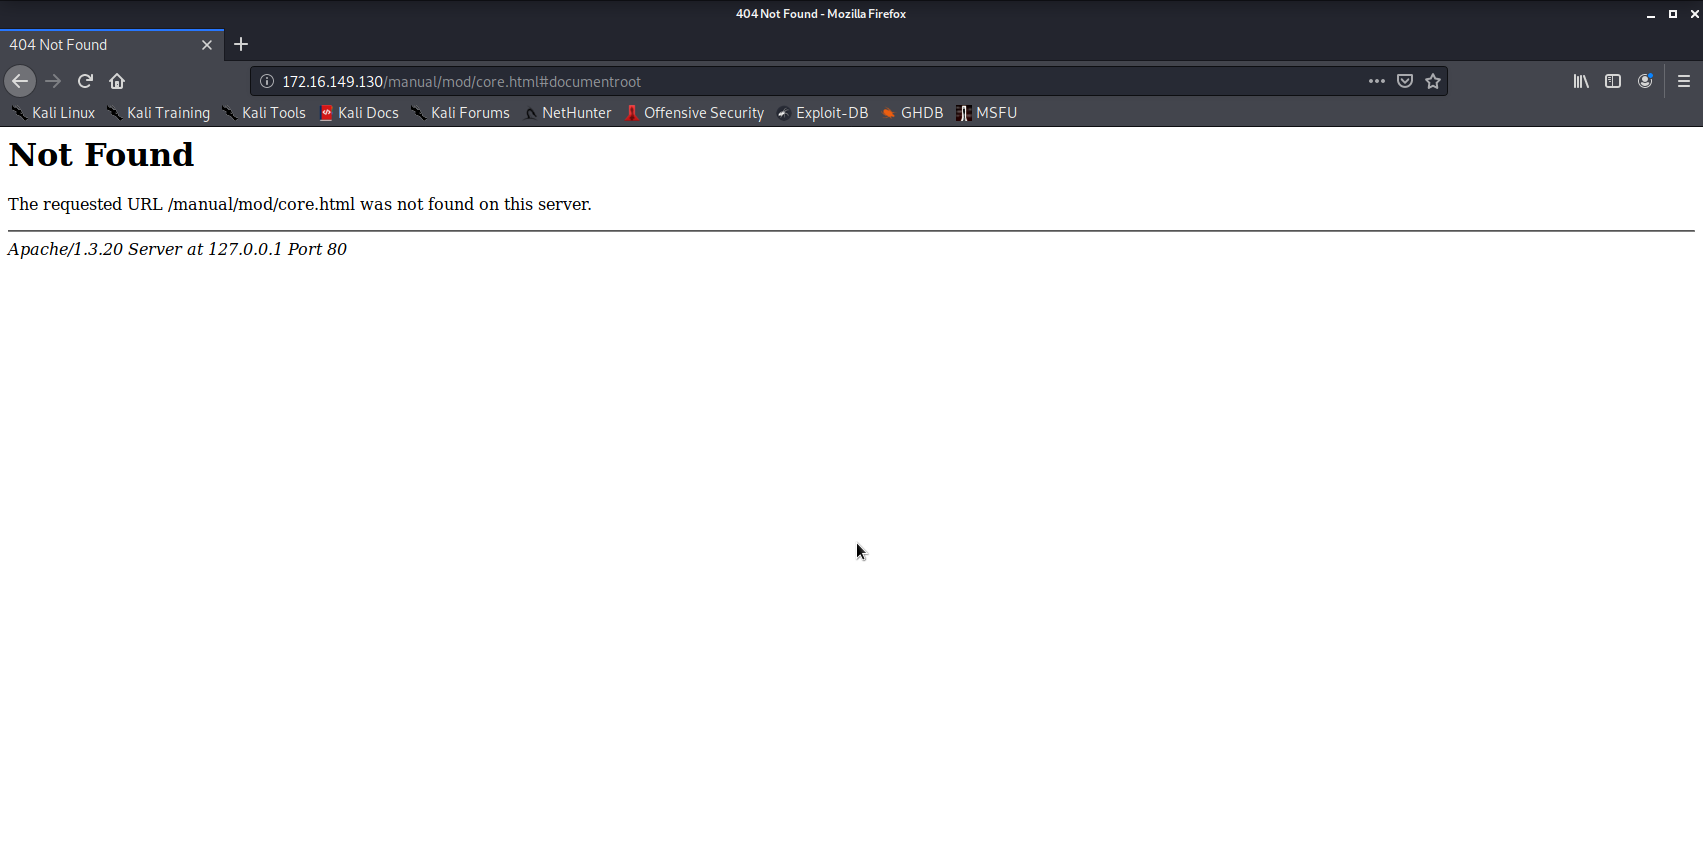 404 Not Found - Mozilla Firefox
404 Not Found
172.16.149.130/manual/mod/core.html#documentroot
Kali Linux Kali Training Kali Tools Kali Docs Kali Forums NetHunter Offensive Security Exploit-DB GHDB MSFU
Not Found
The requested URL /manual/mod/core.html was not found on this server.
Apache/1.3.20 Server at 127.0.0.1 Port 80